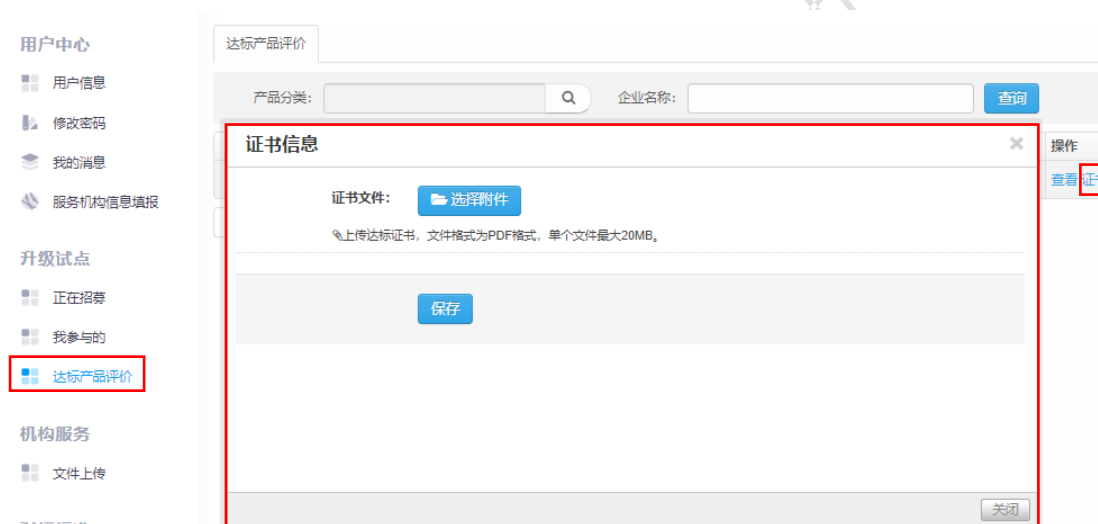 用户中心
用户信息
修改密码
我的消息
服务机构信息填报
升级试点
正在招募
我参与的
达标产品评价
机构服务
文件上传
达标产品评价
产品分类:
企业名称:
查询
操作
查看 证
证书信息
×
证书文件:
选择附件
上传达标证书，文件格式为PDF格式，单个文件最大20MB。
保存
关闭